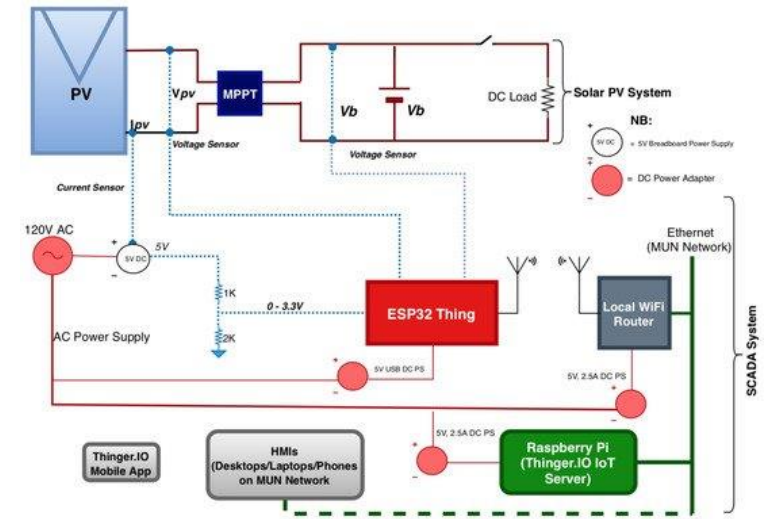 PV
Vpv
Ipv
MPPT
Vb
Vb
DC Load
Solar PV System
NB:
+
5V DC
= 5V Breadboard Power Supply
−
+
= DC Power Adapter
−
Voltage Sensor
Voltage Sensor
Current Sensor
120V AC
+
5V DC
−
5V
1K
2K
0 - 3.3V
AC Power Supply
ESP32 Thing
Local WiFi
Router
Ethernet
(MUN Network)
SCADA System
+
5V USB DC PS
−
5V, 2.5A DC PS
+
−
5V, 2.5A DC PS
+
−
Thinger.IO
Mobile App
HMIs
(Desktops/Laptops/Phones
on MUN Network
Raspberry Pi
(Thinger.IO IoT
Server)